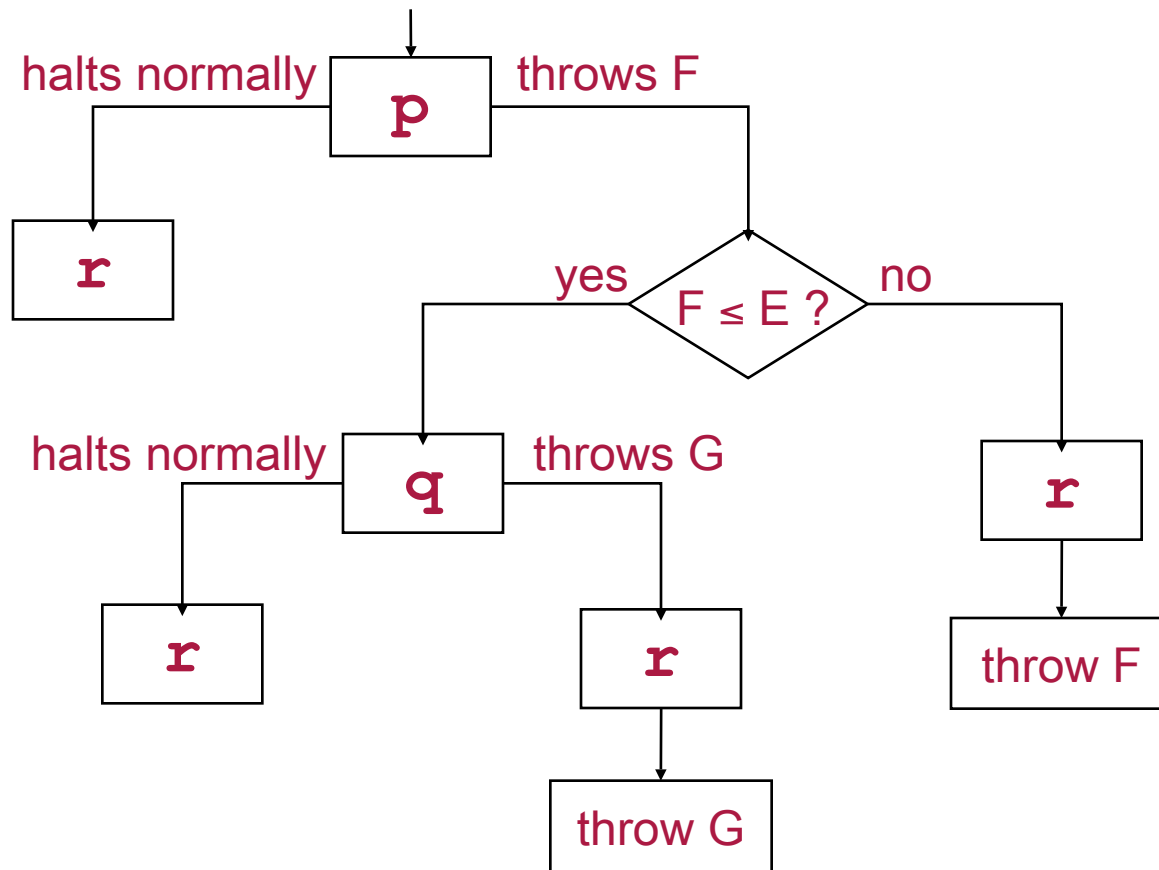 halts normally
p
throws F
r
yes
F ≤ E ?
no
halts normally
q
throws G
r
r
r
throw F
throw G